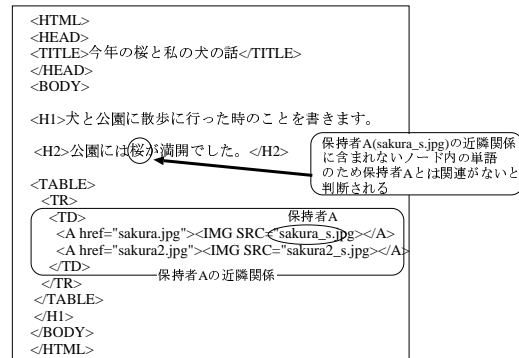 <HTML>
<HEAD>
<TITLE>今年の桜と私の犬の話</TITLE>
</HEAD>
<BODY>
<H1>犬と公園に散歩に行った時のことを書きます。
<H2>公園には桜が満開でした。</H2>
保持者A(sakura_s.jpg)の近隣関係
に含まれないノード内の単語
のため保持者Aとは関連がないと
判断される
<TABLE>
<TR>
<TD>
保持者A
<A href="sakura.jpg"><IMG SRC="sakura_s.jpg></A>
<A href="sakura2.jpg"><IMG SRC="sakura2_s.jpg></A>
</TD>
保持者Aの近隣関係
</TR>
</TABLE>
</H1>
</BODY>
</HTML>